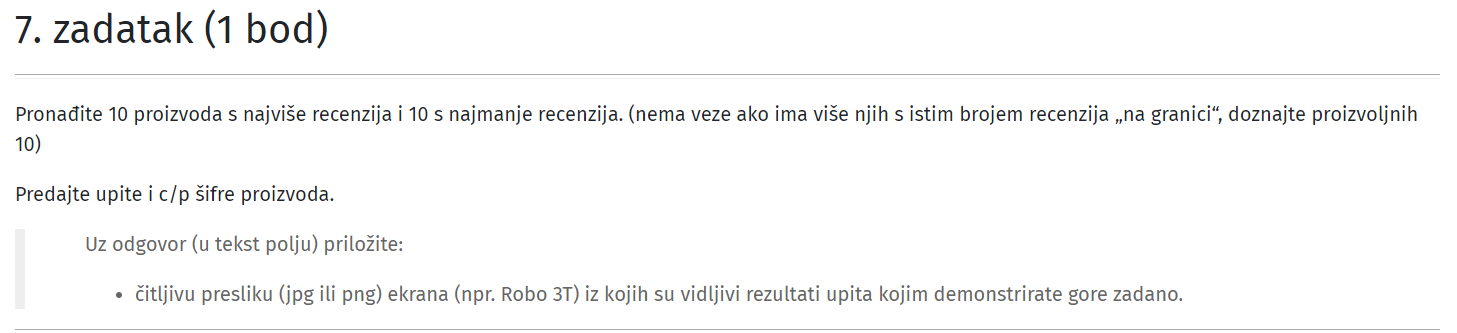 7. zadatak (1 bod)
Pronađite 10 proizvoda s najviše recenzija i 10 s najmanje recenzija. (nema veze ako ima više njih s istim brojem recenzija „na granici“, doznajte proizvoljnih
10)
Predajte upite i c/p šifre proizvoda.
Uz odgovor (u tekst polju) priložite:
• čitljivu presliku (jpg ili png) ekrana (npr. Robo 3T) iz kojih su vidljivi rezultati upita kojim demonstrirate gore zadano.